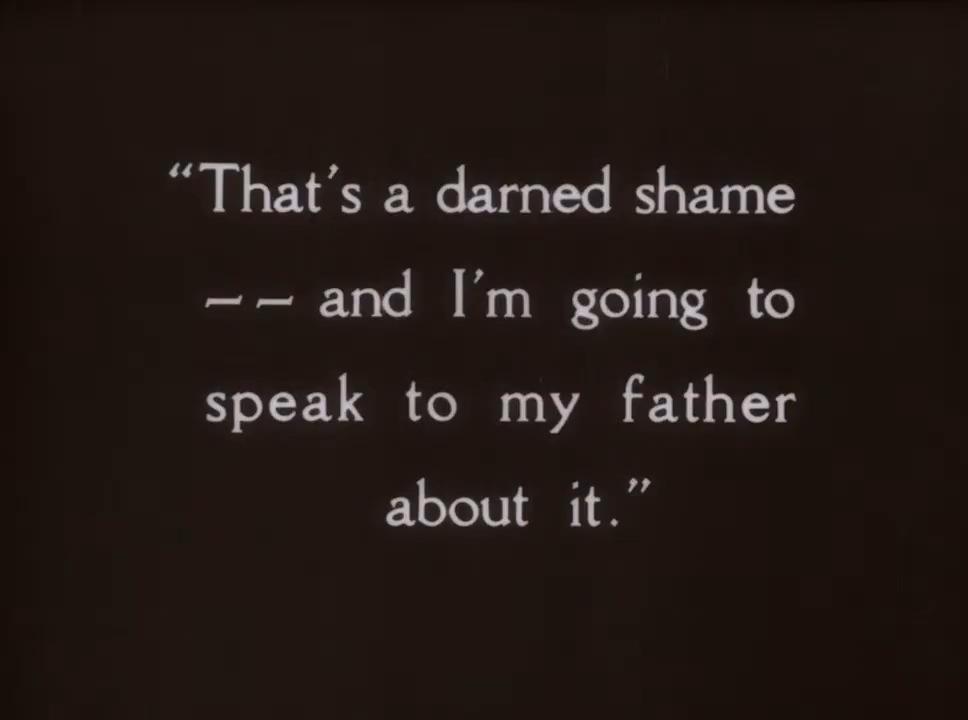 “That's a darned shame
-- and I'm going to
speak to my father
about it.”